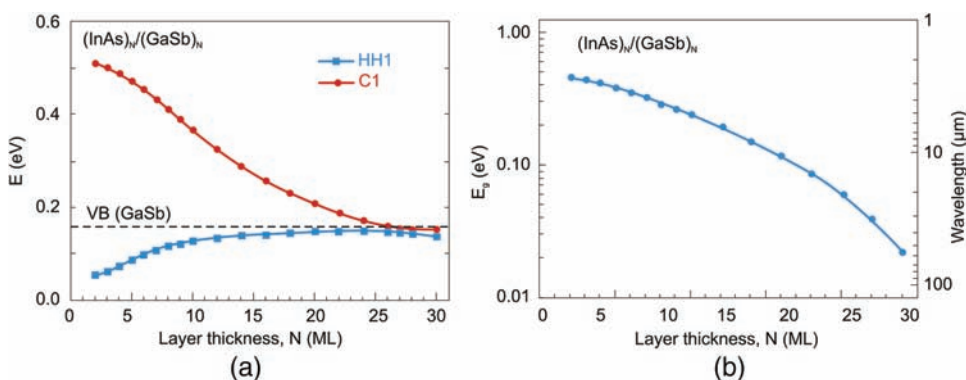 0.6
0.4
0.2
0.0
E (eV)
(InAs)N/(GaSb)N
HH1
C1
VB (GaSb)
0 5 10 15 20 25 30
Layer thickness, N (ML)
(a)
1.00
0.10
0.01
Eg (eV)
(InAs)N/(GaSb)N
1
10
100
Wavelength (μm)
0 5 10 15 20 25 30
Layer thickness, N (ML)
(b)